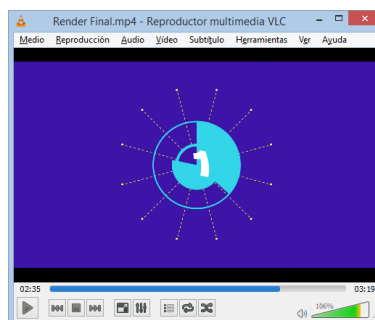 Render Final.mp4 - Reproductor multimedia VLC
Medio Reproducción Audio Vídeo Subtítulo Herramientas Ver Ayuda
02:35 03:19
106%